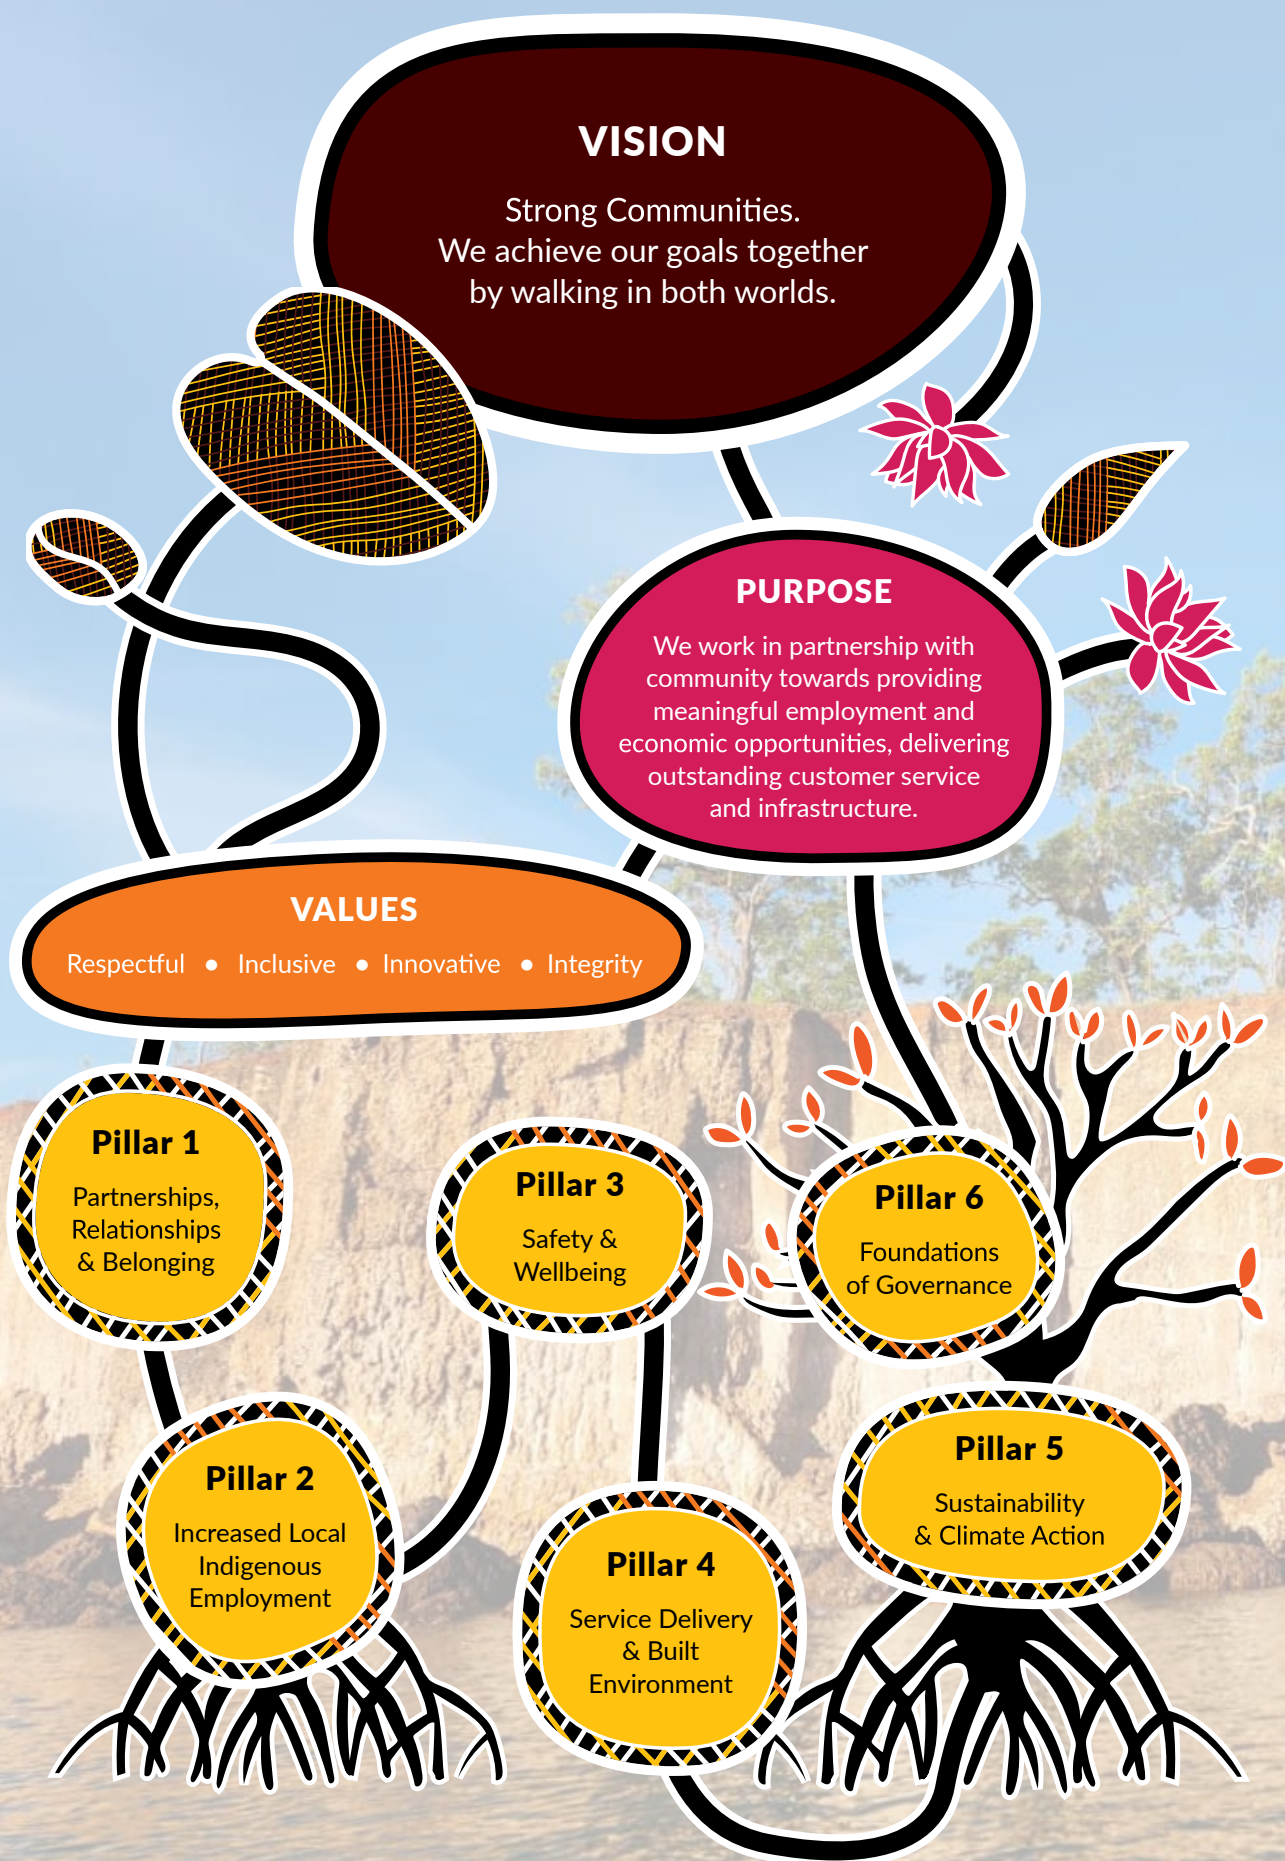 VISION
Strong Communities.
We achieve our goals together
by walking in both worlds.
PURPOSE
We work in partnership with
community towards providing
meaningful employment and
economic opportunities, delivering
outstanding customer service
and infrastructure.
VALUES
Respectful • Inclusive • Innovative • Integrity
Pillar 1
Partnerships,
Relationships
& Belonging
Pillar 2
Increased Local
Indigenous
Employment
Pillar 3
Safety &
Wellbeing
Pillar 4
Service Delivery
& Built
Environment
Pillar 5
Sustainability
& Climate Action
Pillar 6
Foundations
of Governance